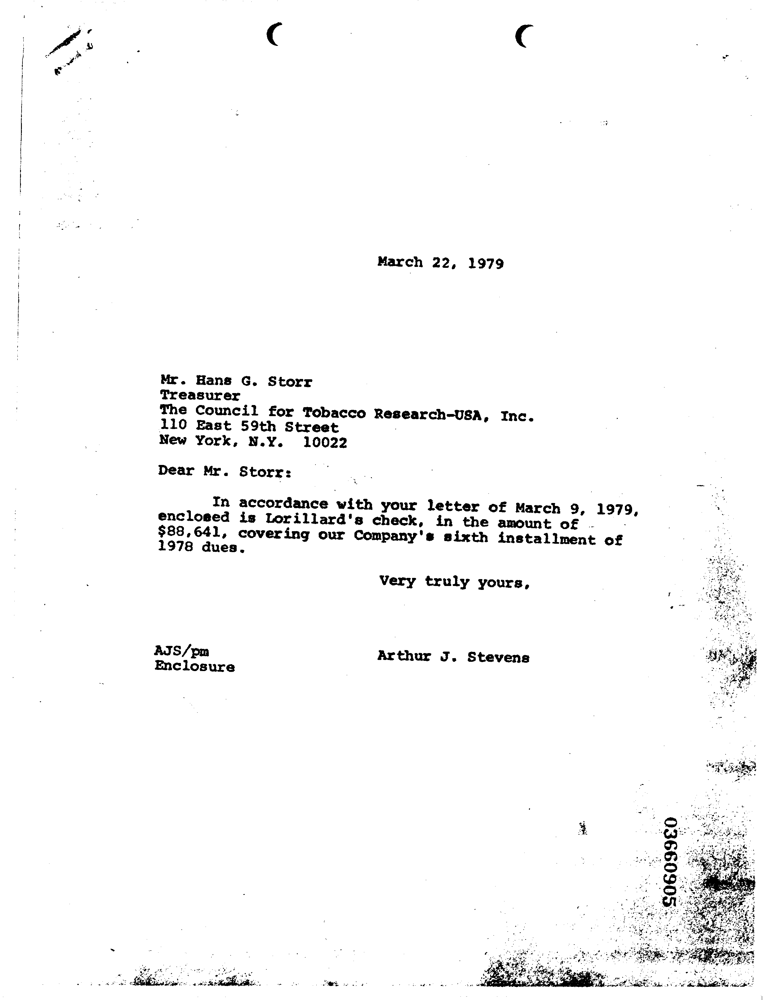 March 22, 1979
Mr. Hans G. Storr
Treasurer
The Council for Tobacco Research-USA, Inc.
110 East 59th Street
New York, N.Y. 10022
Dear Mr. Storr:
In accordance with your letter of March 9, 1979,
enclosed is Lorillard's check, in the amount of
$88,641, covering our Company's sixth installment of
1978 dues.
Very truly yours,
AJS/pm
Enclosure
Arthur J. Stevens
03660905